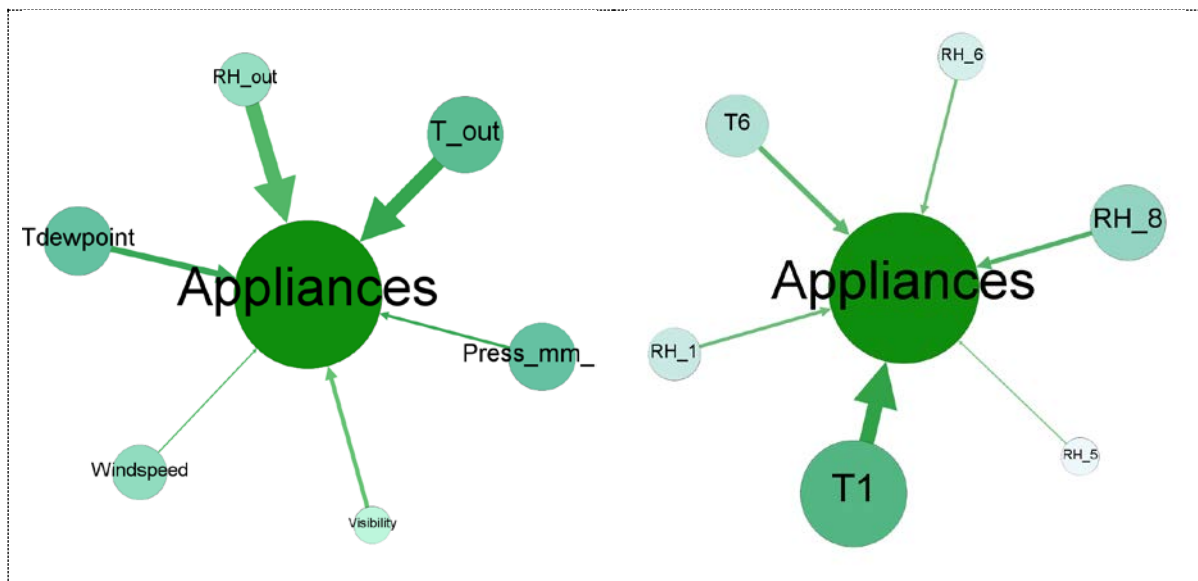 RH_out
T_out
Tdewpoint
Appliances
Press_mm_
Windspeed
Visibility
RH_6
T6
RH_8
Appliances
RH_1
RH_5
T1